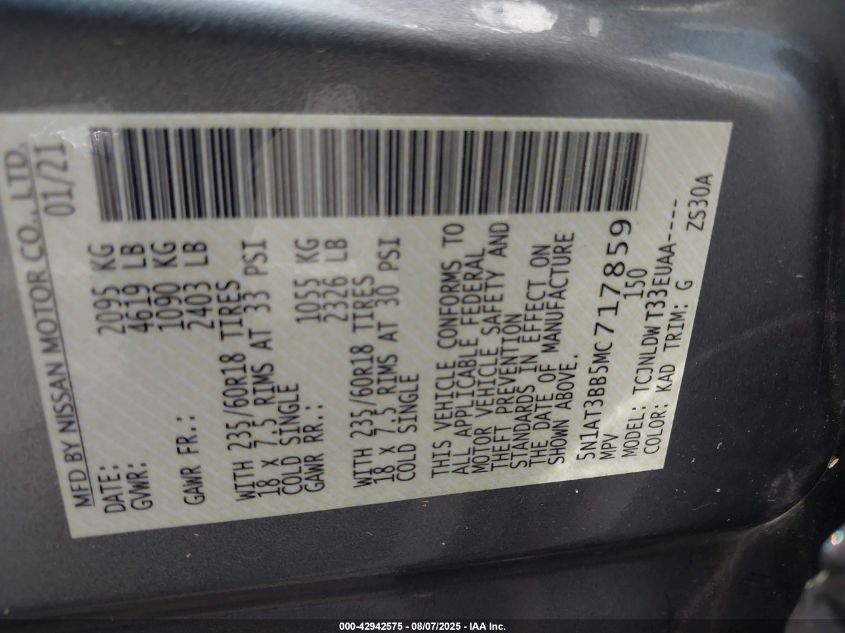 MFD BY NISSAN MOTOR CO., LTD.
DATE: 01/21
GVWR: 2095 KG
4619 LB
GAWR FR.: 1090 KG
2403 LB
WITH 235/60R18 TIRES
18 X 7.5 RIMS AT 33 PSI
COLD SINGLE
GAWR RR.: 1055 KG
2326 LB
WITH 235/60R18 TIRES
18 X 7.5 RIMS AT 30 PSI
COLD SINGLE
THIS VEHICLE CONFORMS TO
ALL APPLICABLE FEDERAL
MOTOR VEHICLE SAFETY AND
THEFT PREVENTION
STANDARDS IN EFFECT ON
THE DATE OF MANUFACTURE
SHOWN ABOVE.
5N1AT3BB5MC717859
MPV 150
MODEL: TCJNLDW T33EUAA----
COLOR: KAD TRIM: G ZS30A
000-42942575 - 08/07/2025 - IAA Inc.